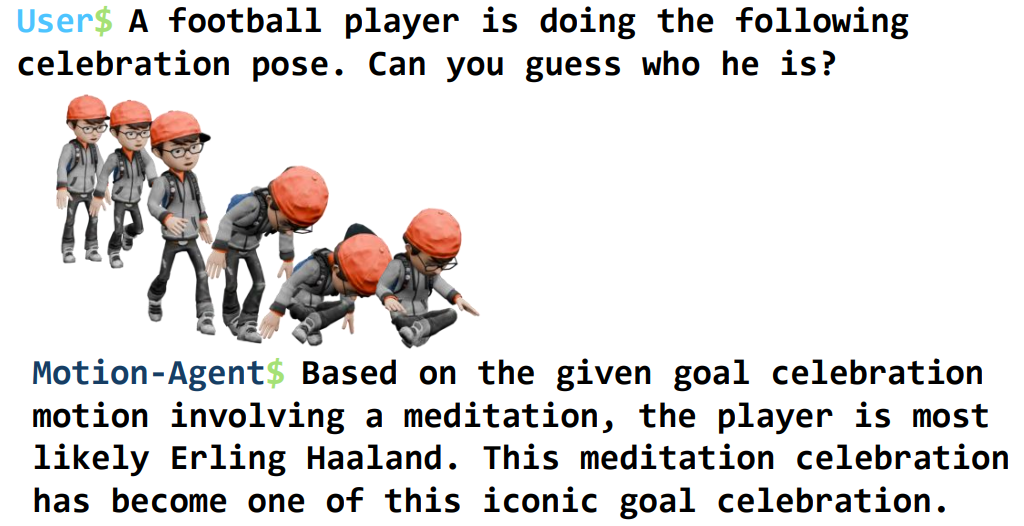 User$ A football player is doing the following
celebration pose. Can you guess who he is?
Motion-Agent$ Based on the given goal celebration
motion involving a meditation, the player is most
likely Erling Haaland. This meditation celebration
has become one of this iconic goal celebration.